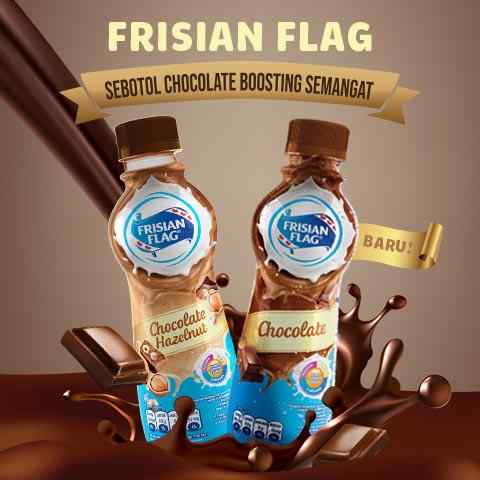 FRISIAN FLAG
SEBOTOL CHOCOLATE BOOSTING SEMANGAT
FRISIAN
FLAG
FRISIAN
FLAG
BARU!
Chocolate
Hazelnut
Chocolate